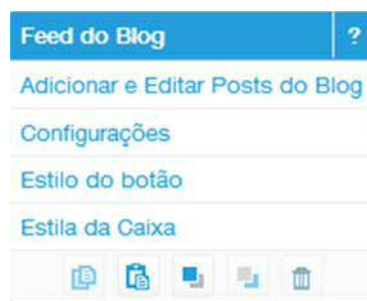 Feed do Blog ?
Adicionar e Editar Posts do Blog
Configurações
Estilo do botão
Estila da Caixa